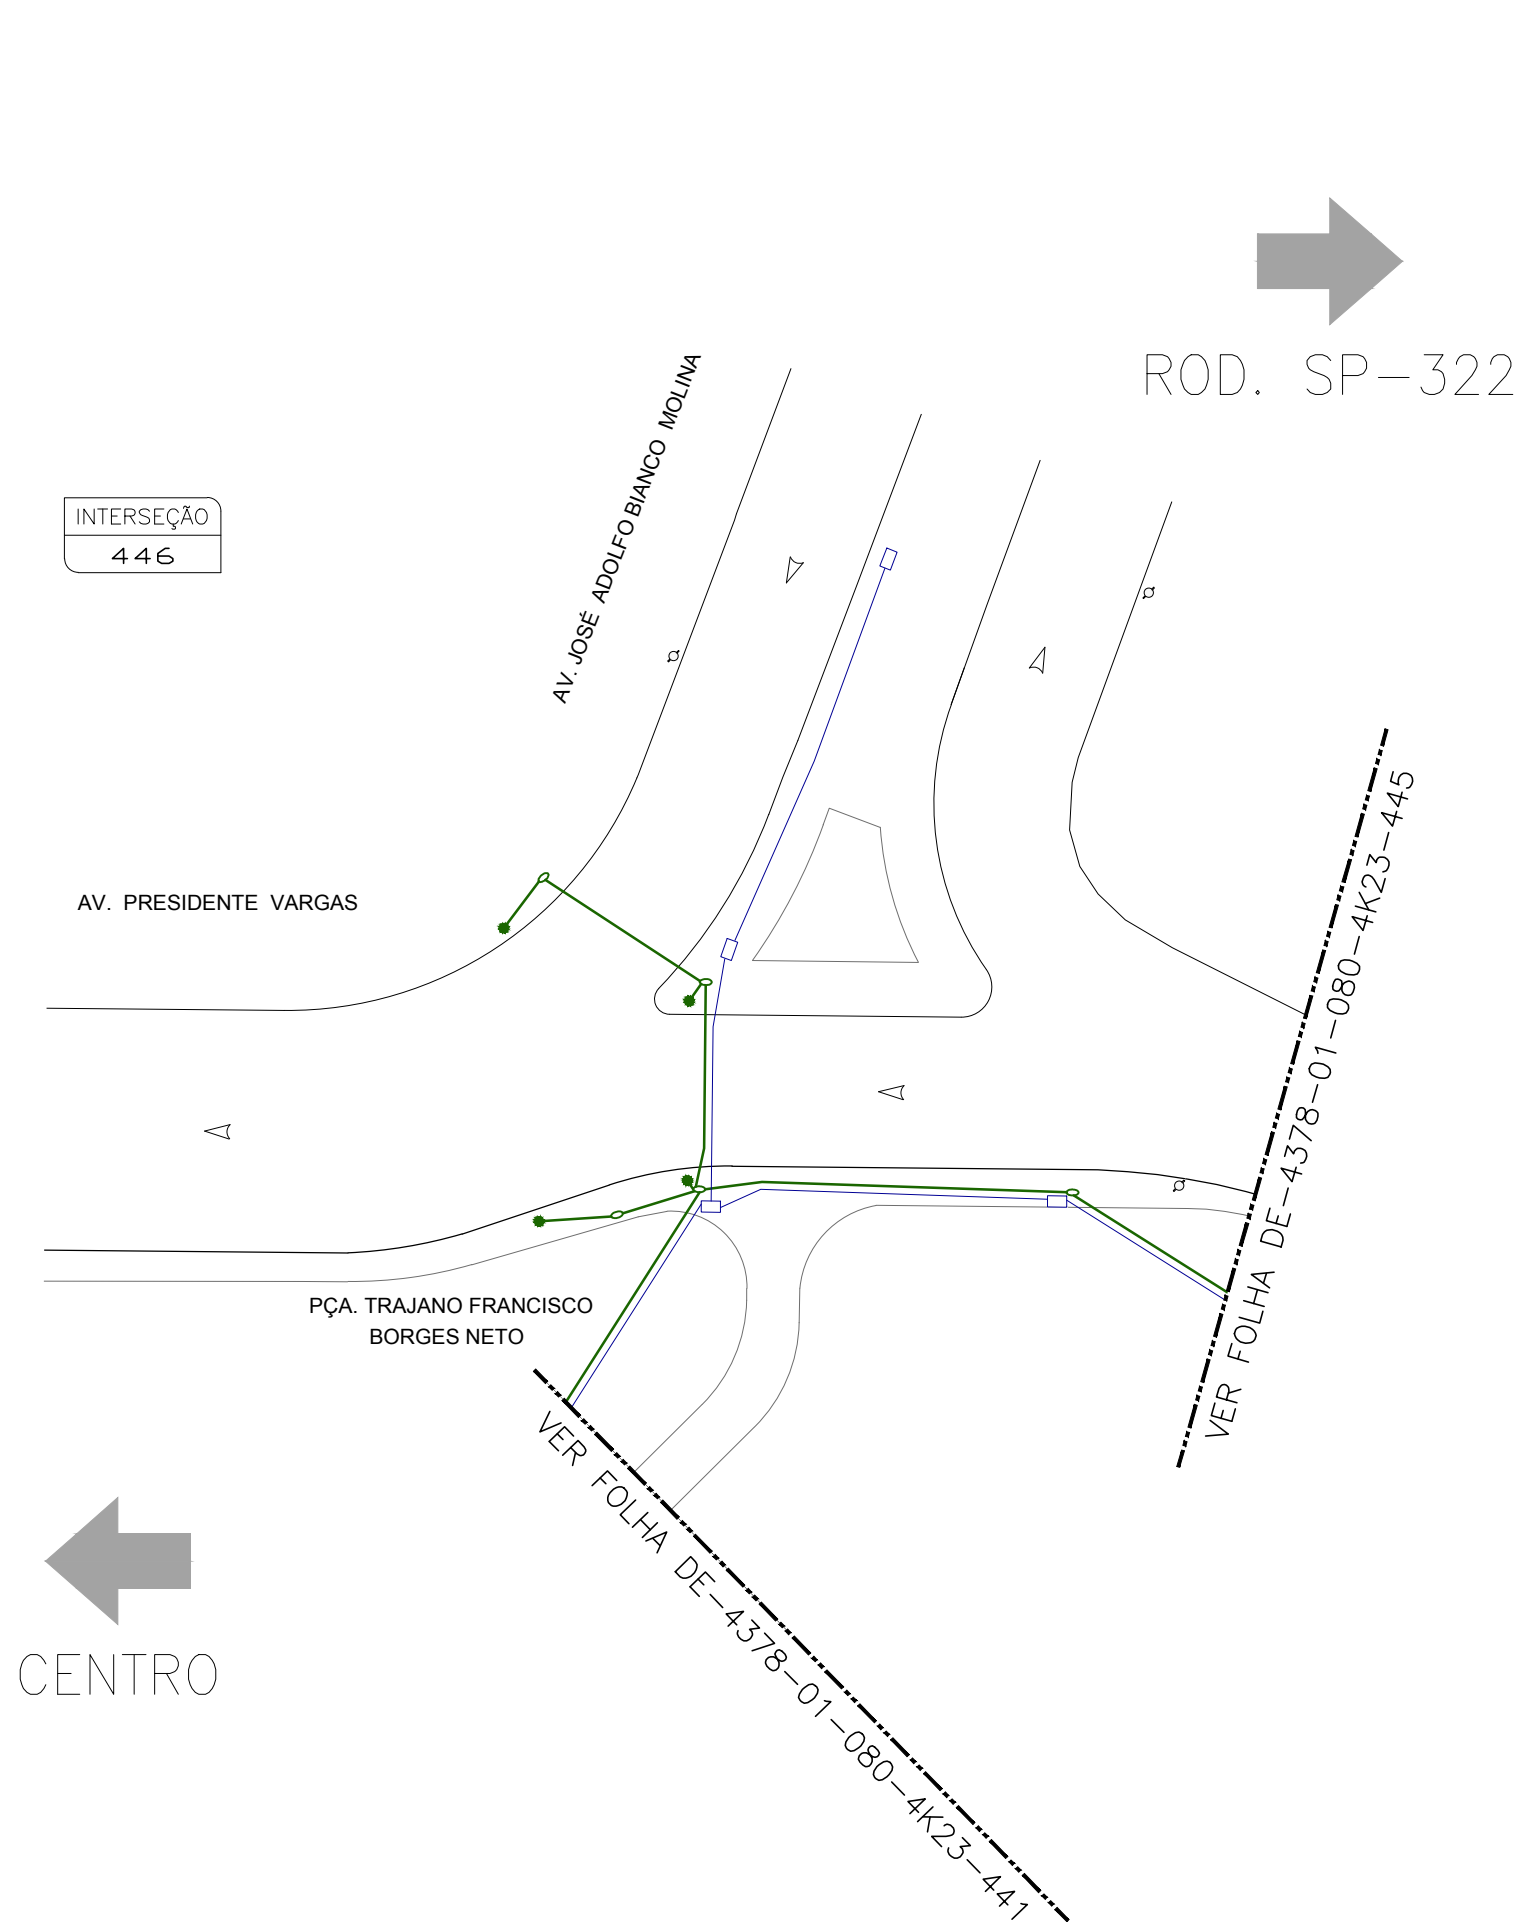 ROD. SP-322
AV. JOSÉ ADOLFO BIANCO MOLINA
INTERSEÇÃO
446
AV. PRESIDENTE VARGAS
VER FOLHA DE-4378-01-080-4K23-445
PÇA. TRAJANO FRANCISCO
BORGES NETO
VER FOLHA DE-4378-01-080-4K23-441
CENTRO